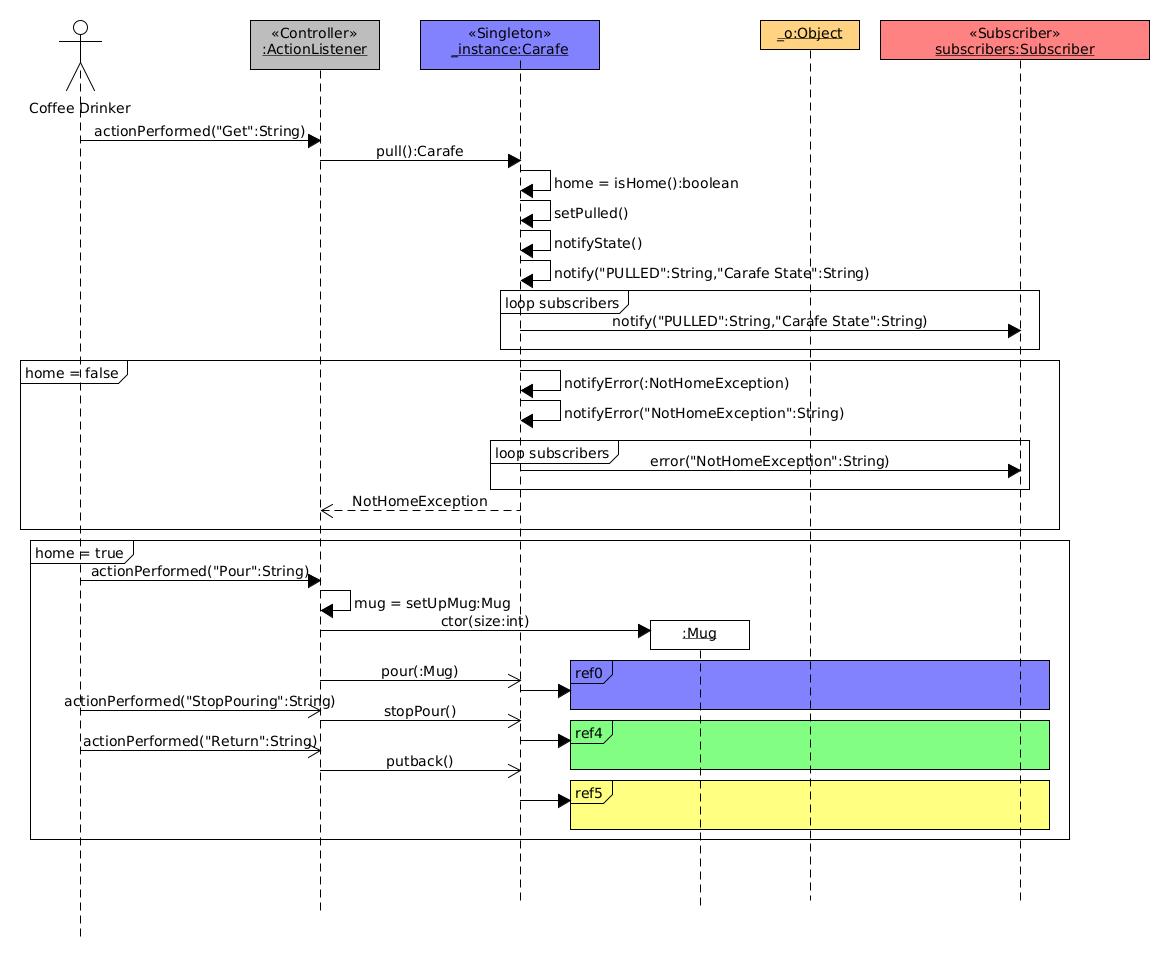 «Controller»
:ActionListener
«Singleton»
_instance:Carafe
_o:Object
«Subscriber»
subscribers:Subscriber
Coffee Drinker
actionPerformed("Get":String)
pull():Carafe
home = isHome():boolean
setPulled()
notifyState()
notify("PULLED":String,"Carafe State":String)
loop subscribers
notify("PULLED":String,"Carafe State":String)
home = false
notifyError(:NotHomeException)
notifyError("NotHomeException":String)
loop subscribers
error("NotHomeException":String)
NotHomeException
home = true
actionPerformed("Pour":String)
mug = setUpMug:Mug
ctor(size:int)
:Mug
pour(:Mug)
ref0
actionPerformed("StopPouring":String)
stopPour()
ref4
actionPerformed("Return":String)
putback()
ref5